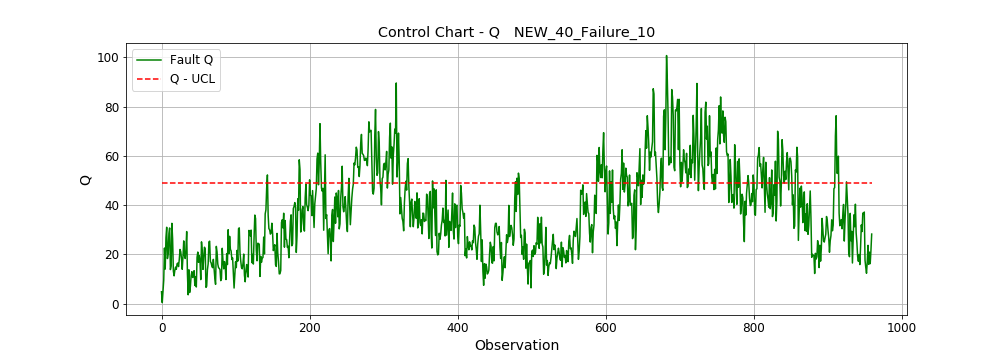 Control Chart - Q   NEW_40_Failure_10
Fault Q
Q - UCL
Q
100
80
60
40
20
0
0 200 400 600 800 1000
Observation